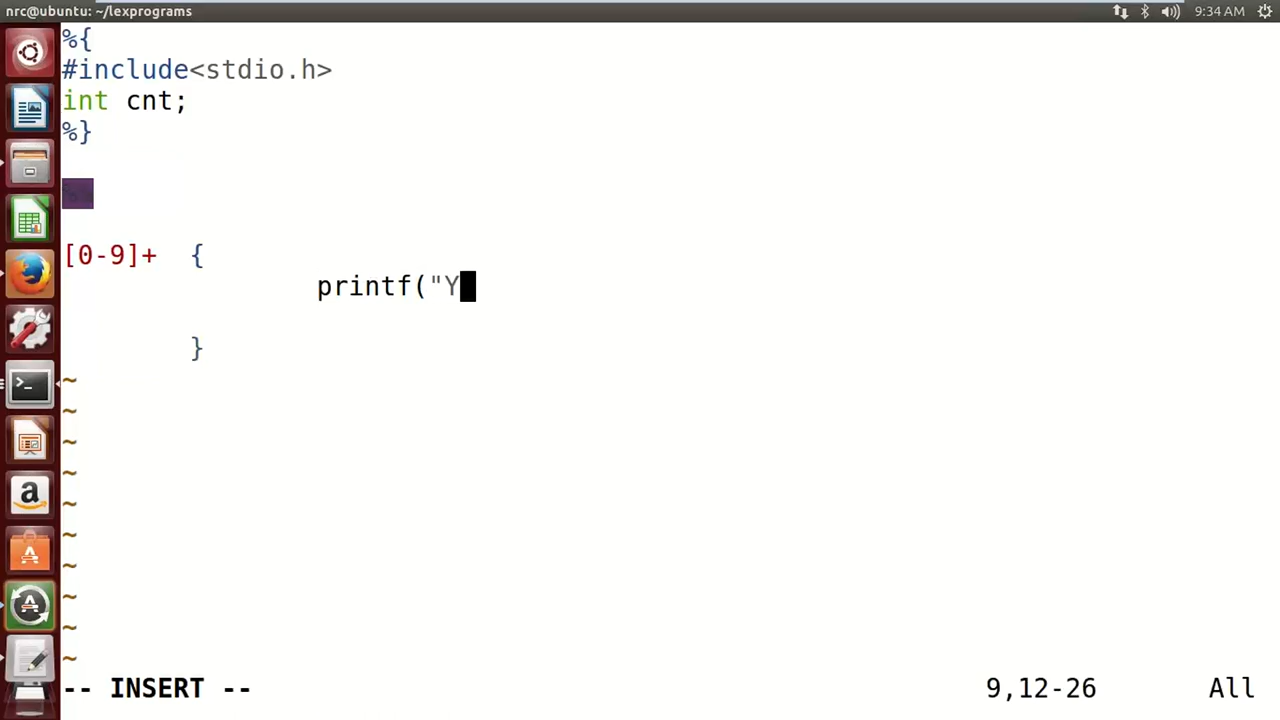 nrc@ubuntu: ~/lexprograms
9:34 AM
%{
#include<stdio.h>
int cnt;
%}
%%
[0-9]+ {
printf("Y
}
~
~
~
~
~
~
~
~
~
~
-- INSERT --
9,12-26
All